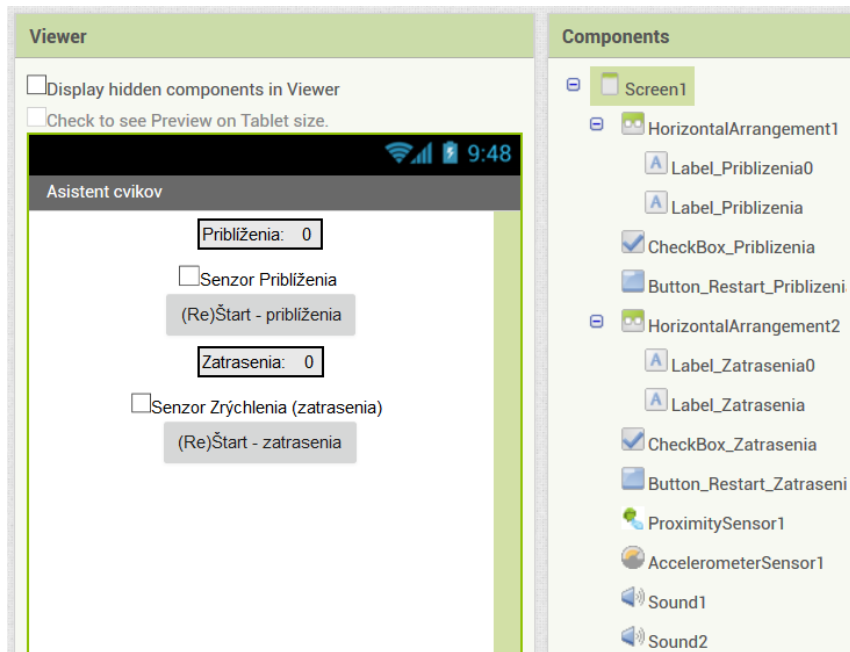 Viewer
Display hidden components in Viewer
Check to see Preview on Tablet size.
9:48
Asistent cvikov
Priblíženia: 0
Senzor Priblíženia
(Re)Štart - priblíženia
Zatrasenia: 0
Senzor Zrýchlenia (zatrasenia)
(Re)Štart - zatrasenia
Components
Screen1
HorizontalArrangement1
A Label_Priblizenia0
A Label_Priblizenia
CheckBox_Priblizenia
Button_Restart_Priblizeni
HorizontalArrangement2
A Label_Zatrasenia0
A Label_Zatrasenia
CheckBox_Zatrasenia
Button_Restart_Zatraseni
ProximitySensor1
AccelerometerSensor1
Sound1
Sound2